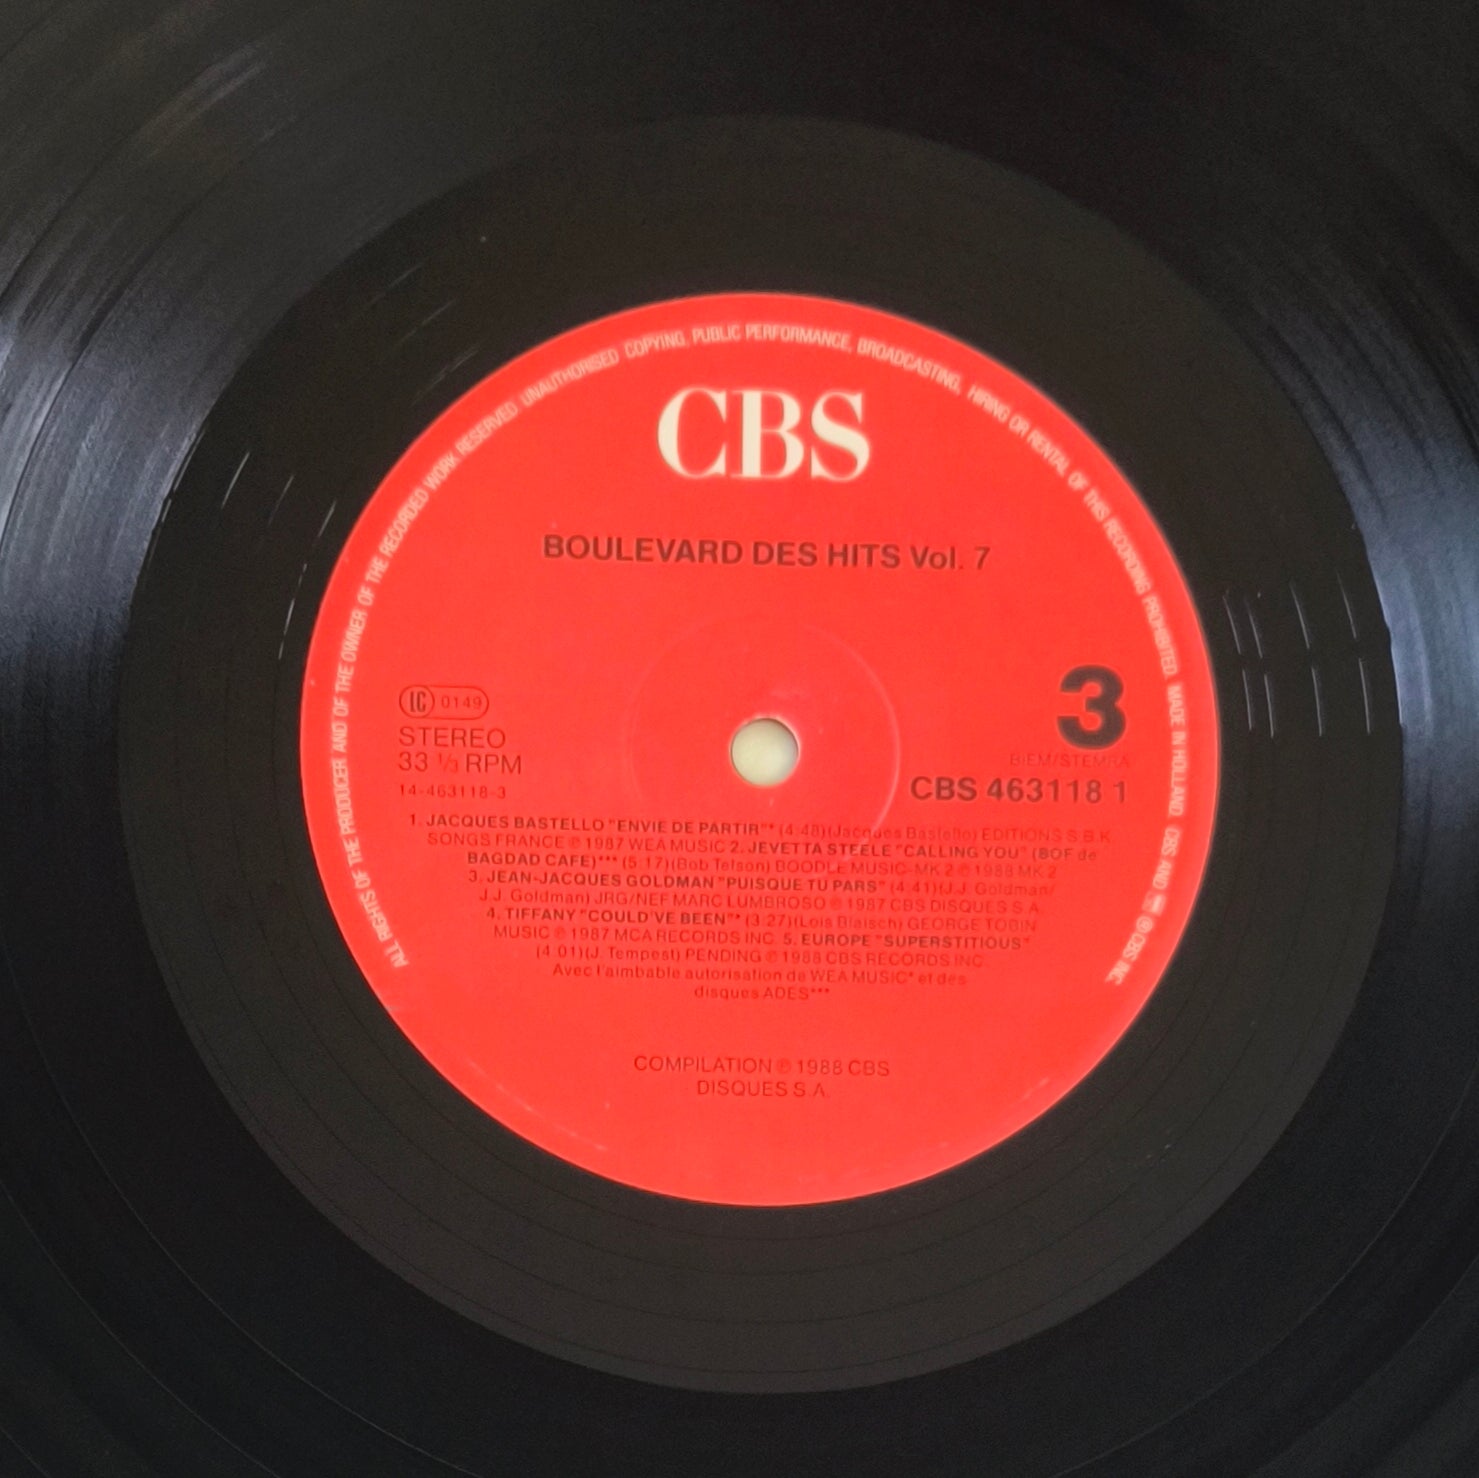 ALL RIGHTS OF THE PRODUCER AND OF THE OWNER OF THE RECORDED WORK RESERVED UNAUTHORISED COPYING, PUBLIC PERFORMANCE, BROADCASTING, HIRING OR RENTAL OF THIS RECORDING PROHIBITED. MADE IN HOLLAND CBS AND ℗ CBS INC.
CBS
BOULEVARD DES HITS Vol. 7
LC 0149
STEREO
33 ⅓ RPM
14-463118-3
3
BIEM/STEMRA
CBS 463118 1
1. JACQUES BASTELLO "ENVIE DE PARTIR"* (4:48)(Jacques Bastello) EDITIONS S.B.K.
SONGS FRANCE ℗ 1987 WEA MUSIC 2. JEVETTA STEELE "CALLING YOU" (BOF de
BAGDAD CAFE)*** (5:17)(Bob Telson) BOODLE MUSIC-MK 2 ℗ 1988 MK 2
3. JEAN-JACQUES GOLDMAN "PUISQUE TU PARS" (4:41)(J.J. Goldman/
J.J. Goldman) JRG/NEF MARC LUMBROSO ℗ 1987 CBS DISQUES S.A.
4. TIFFANY "COULD'VE BEEN"* (3:27)(Lois Blaisch) GEORGE TOBIN
MUSIC ℗ 1987 MCA RECORDS INC. 5. EUROPE "SUPERSTITIOUS"
(4:01)(J. Tempest) PENDING ℗ 1988 CBS RECORDS INC.
Avec l'aimbable autorisation de WEA MUSIC* et des
disques ADES***
COMPILATION ℗ 1988 CBS
DISQUES S.A.